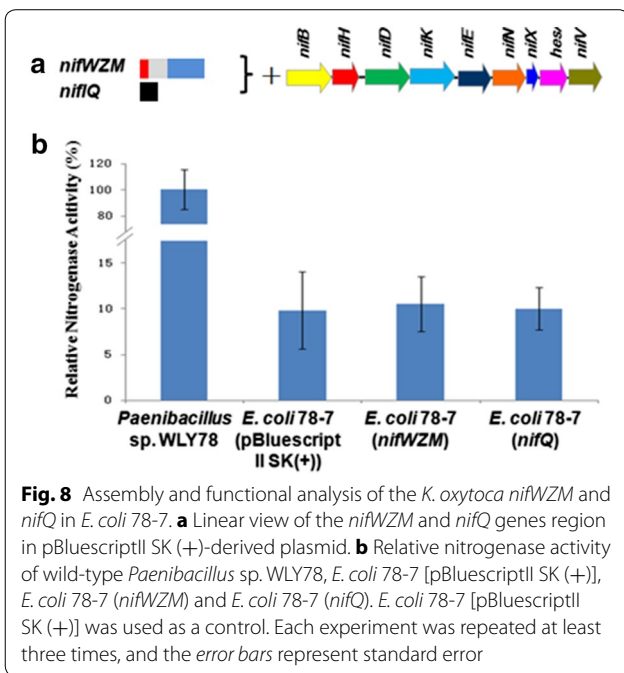 nifB nifH nifD nifK nifE nifN nifX hesA nifV
a nifWZM
nifIQ
+
b
Relative Nitrogenase Acitivity (%)
120
100
80
15
10
5
0
Paenibacillus sp. WLY78
E. coli 78-7 (pBluescript II SK(+))
E. coli 78-7 (nifWZM)
E. coli 78-7 (nifQ)
Fig. 8 Assembly and functional analysis of the K. oxytoca nifWZM and
nifQ in E. coli 78-7. a Linear view of the nifWZM and nifQ genes region
in pBluescriptII SK (+)-derived plasmid. b Relative nitrogenase activity
of wild-type Paenibacillus sp. WLY78, E. coli 78-7 [pBluescriptII SK (+)],
E. coli 78-7 (nifWZM) and E. coli 78-7 (nifQ). E. coli 78-7 [pBluescriptII
SK (+)] was used as a control. Each experiment was repeated at least
three times, and the error bars represent standard error